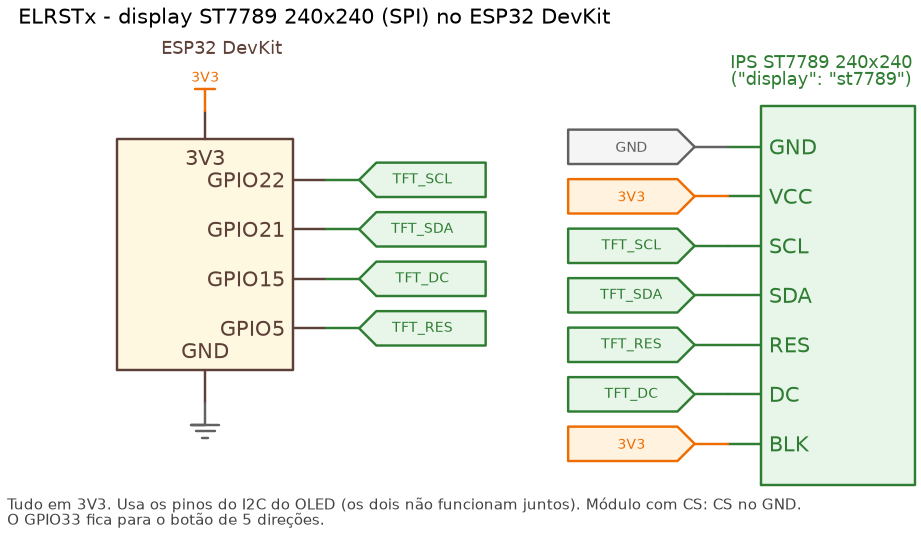 ELRSTx - display ST7789 240x240 (SPI) no ESP32 DevKit
ESP32 DevKit
3V3
3V3
GPIO22
GPIO21
GPIO15
GPIO5
GND
TFT_SCL
TFT_SDA
TFT_DC
TFT_RES
IPS ST7789 240x240
("display": "st7789")
GND
3V3
TFT_SCL
TFT_SDA
TFT_RES
TFT_DC
3V3
GND
VCC
SCL
SDA
RES
DC
BLK
Tudo em 3V3. Usa os pinos do I2C do OLED (os dois não funcionam juntos). Módulo com CS: CS no GND.
O GPIO33 fica para o botão de 5 direções.